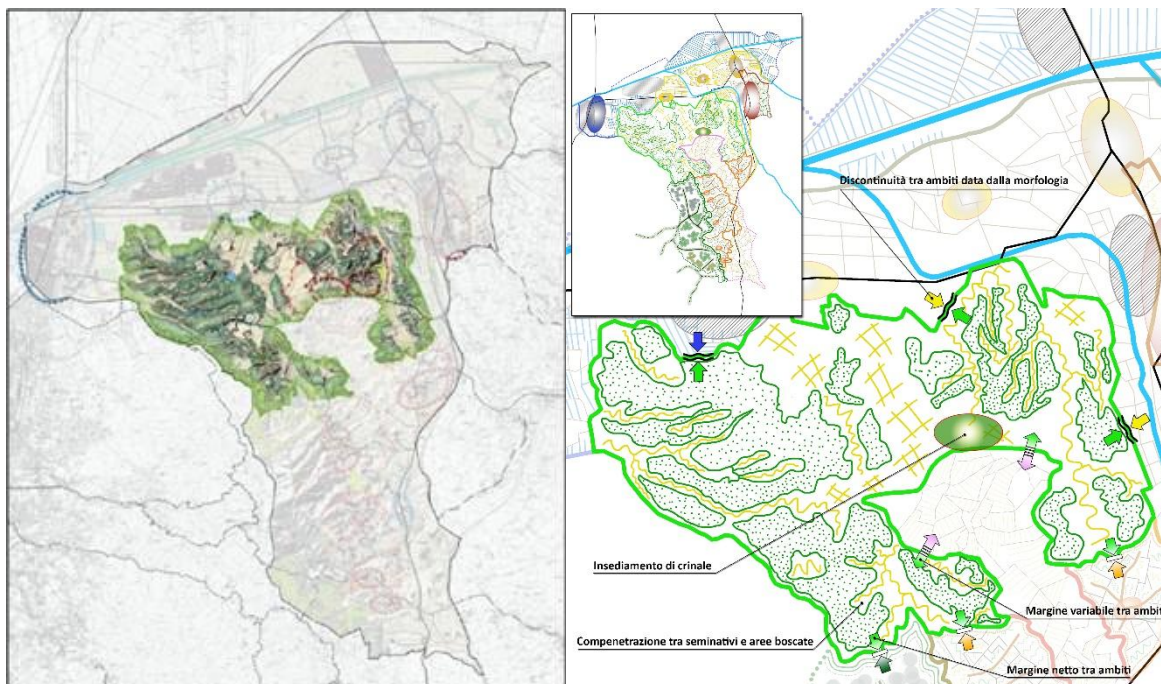 Discontinuità tra ambiti data dalla morfologia
Insediamento di crinale
Margine variabile tra ambit
Compenetrazione tra seminativi e aree boscate
Margine netto tra ambiti